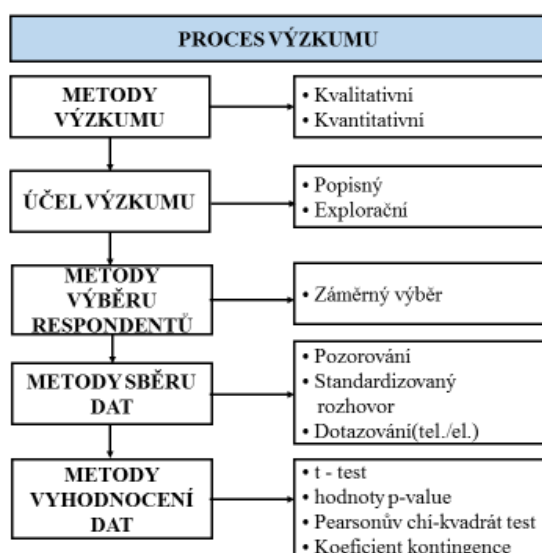 PROCES VÝZKUMU
METODY
VÝZKUMU
• Kvalitativní
• Kvantitativní
ÚČEL VÝZKUMU
• Popisný
• Explorační
METODY
VÝBĚRU
RESPONDENTŮ
• Záměrný výběr
METODY SBĚRU
DAT
• Pozorování
• Standardizovaný
rozhovor
• Dotazování(tel./el.)
METODY
VYHODNOCENÍ
DAT
• t - test
• hodnoty p-value
• Pearsonův chí-kvadrát test
• Koeficient kontingence